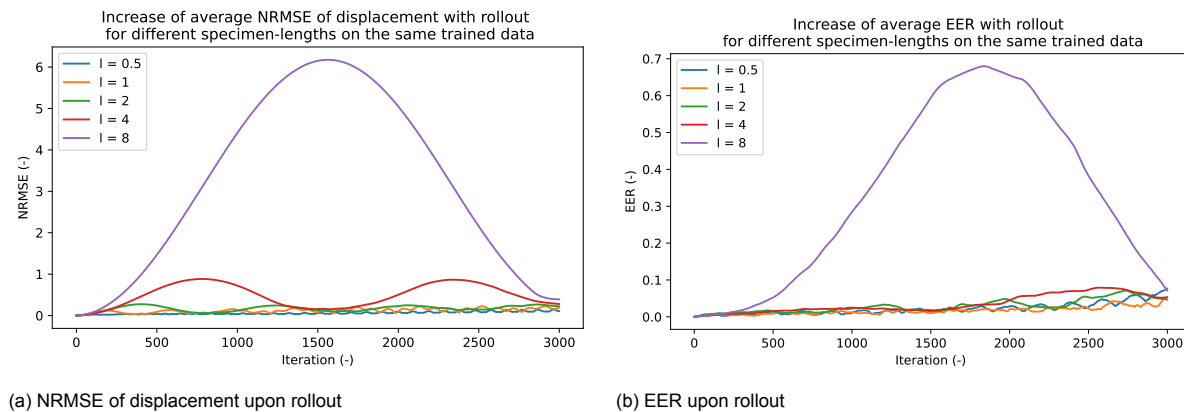 Increase of average NRMSE of displacement with rollout
for different specimen-lengths on the same trained data
l = 0.5
l = 1
l = 2
l = 4
l = 8
NRMSE (-)
6
5
4
3
2
1
0
0 500 1000 1500 2000 2500 3000
Iteration (-)
(a) NRMSE of displacement upon rollout
Increase of average EER with rollout
for different specimen-lengths on the same trained data
l = 0.5
l = 1
l = 2
l = 4
l = 8
EER (-)
0.7
0.6
0.5
0.4
0.3
0.2
0.1
0.0
0 500 1000 1500 2000 2500 3000
Iteration (-)
(b) EER upon rollout